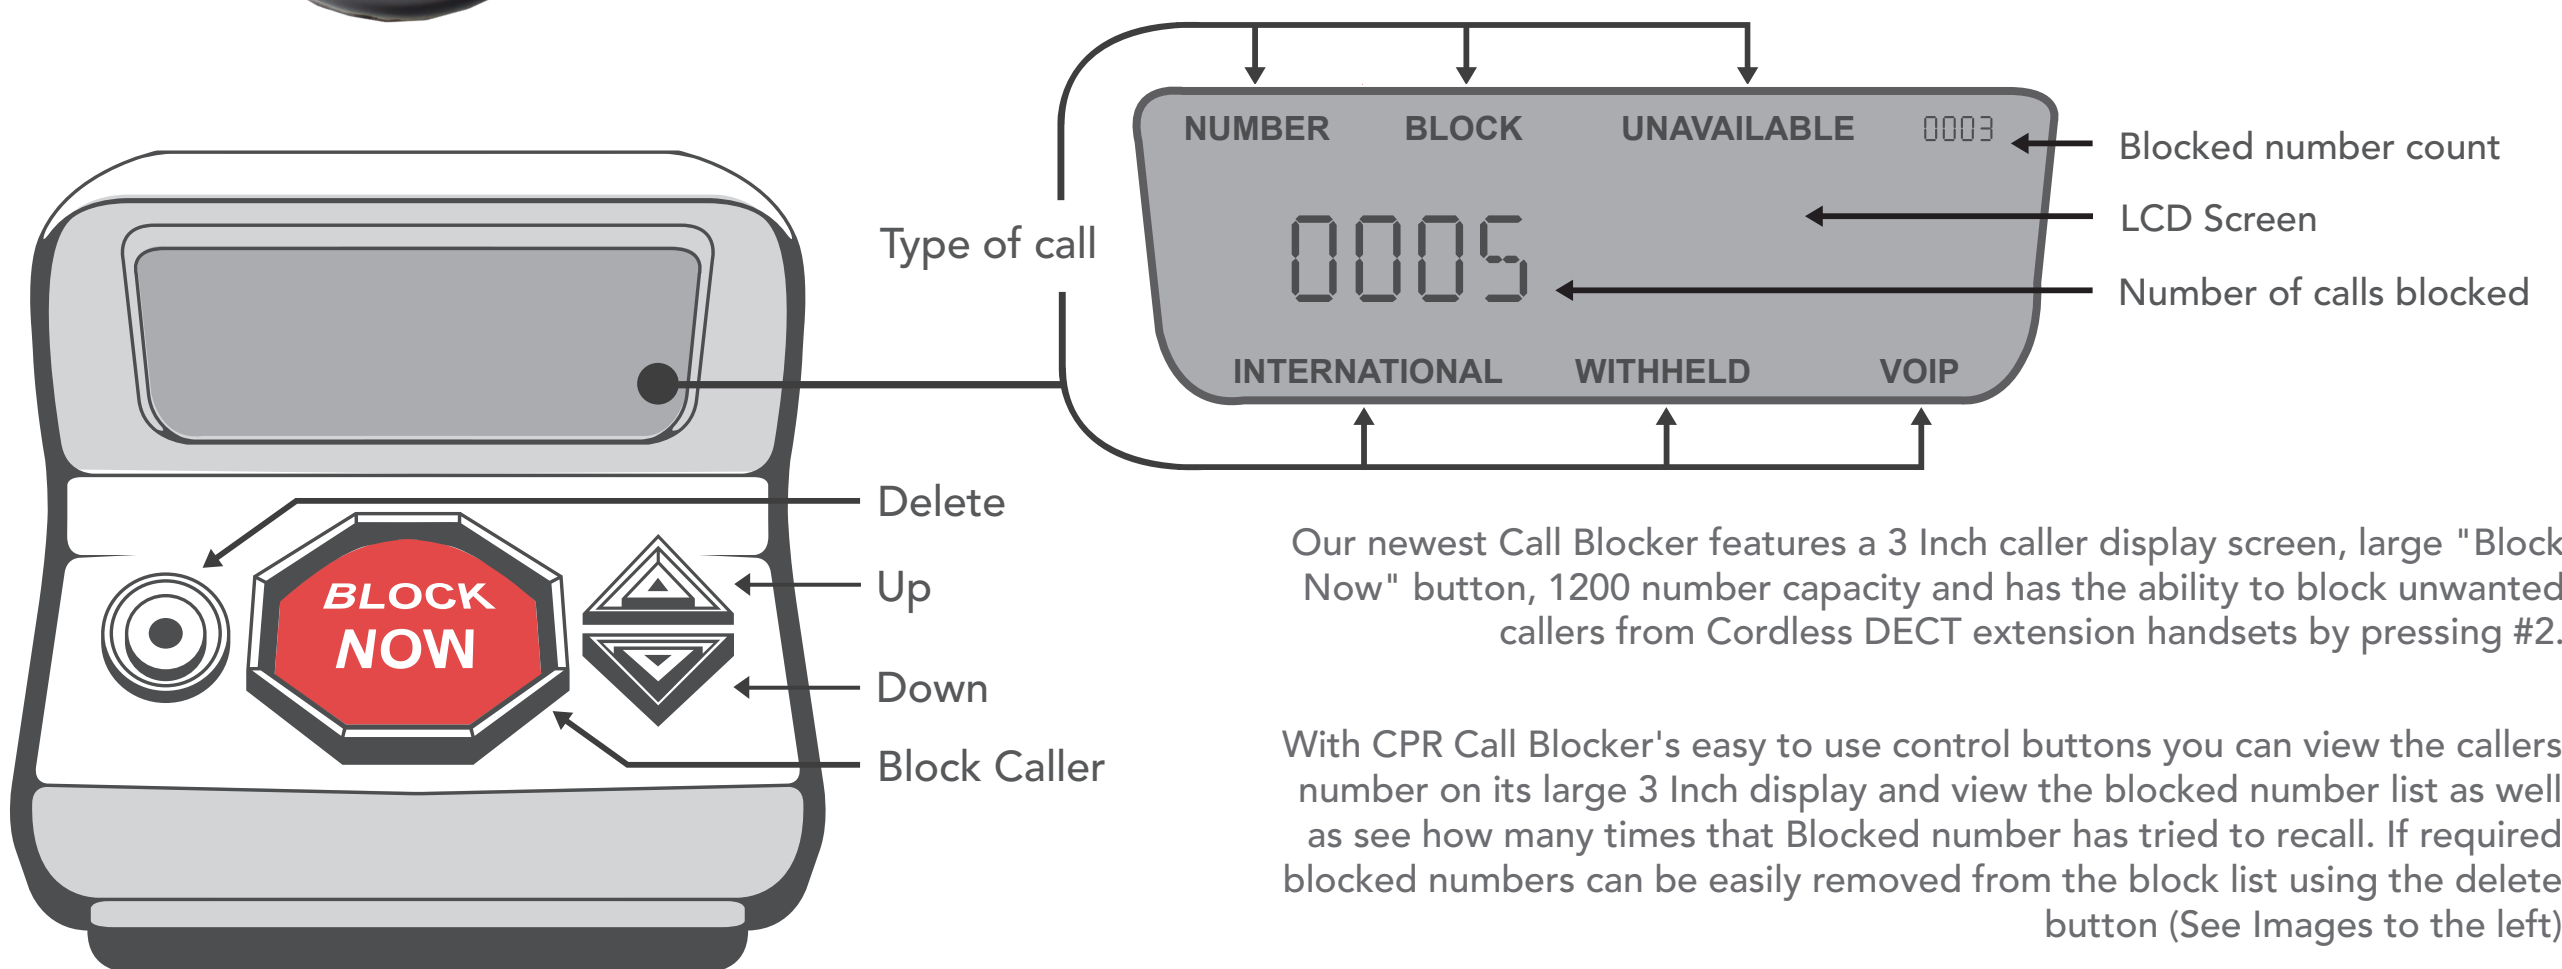 NUMBER BLOCK UNAVAILABLE 0003
Blocked number count
LCD Screen
Type of call
0005
Number of calls blocked
INTERNATIONAL WITHHELD VOIP
Delete
Up
Down
Block Caller
BLOCK
NOW
Our newest Call Blocker features a 3 Inch caller display screen, large "Block
Now" button, 1200 number capacity and has the ability to block unwanted
callers from Cordless DECT extension handsets by pressing #2.
With CPR Call Blocker's easy to use control buttons you can view the callers
number on its large 3 Inch display and view the blocked number list as well
as see how many times that Blocked number has tried to recall. If required
blocked numbers can be easily removed from the block list using the delete
button (See Images to the left)